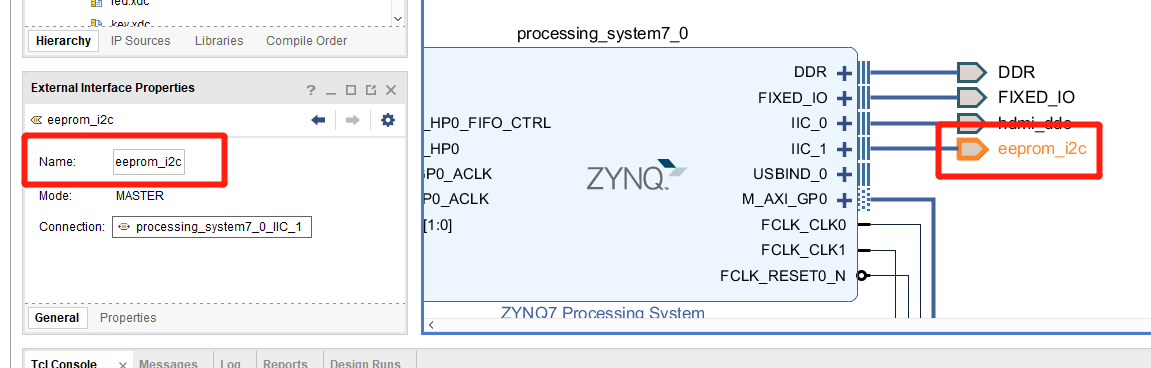 led.xdc
key.xdc
Hierarchy IP Sources Libraries Compile Order
External Interface Properties ? _
eeprom_i2c
Name: eeprom_i2c
Mode: MASTER
Connection: processing_system7_0_IIC_1
General Properties
Tcl Console × Messages Log Reports Design Runs
processing_system7_0
DDR
FIXED_IO
_HP0_FIFO_CTRL IIC_0
_HP0 IIC_1
GP0_ACLK USBIND_0
P0_ACLK M_AXI_GP0
[1:0] FCLK_CLK0
FCLK_CLK1
FCLK_RESET0_N
ZYNQ
ZYNQ7 Processing System
DDR
FIXED_IO
hdmi_ddc
eeprom_i2c